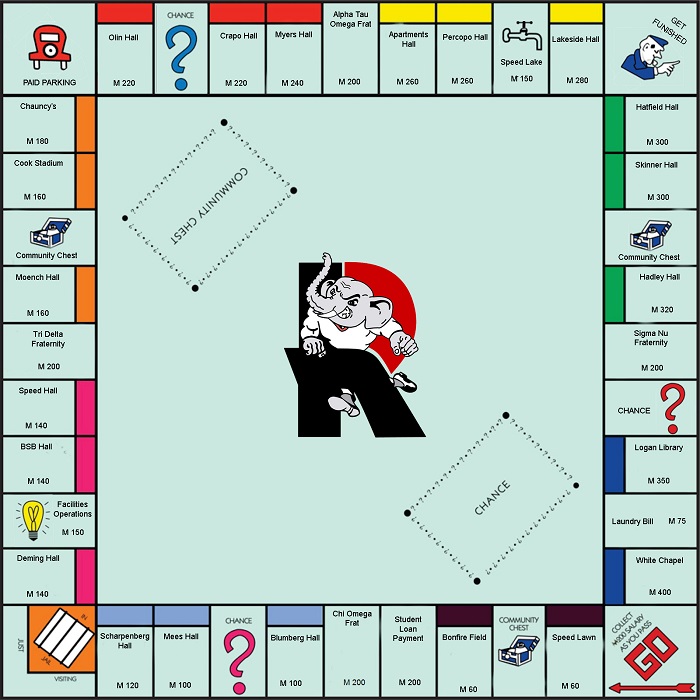 PAID PARKING
Olin Hall
M 220
CHANCE
?
Crapo Hall
M 220
Myers Hall
M 240
Alpha Tau
Omega Frat
M 200
Apartments
Hall
M 260
Percopo Hall
M 260
Speed Lake
M 150
Lakeside Hall
M 280
GET
FUNISHED
Chauncy's
M 180
Cook Stadium
M 160
Community Chest
Moench Hall
M 160
Tri Delta
Fraternity
M 200
Speed Hall
M 140
BSB Hall
M 140
Facilities
Operations
M 150
Deming Hall
M 140
COMMUNITY CHEST
R
CHANCE
Hatfield Hall
M 300
Skinner Hall
M 300
Community Chest
Hadley Hall
M 320
Sigma Nu
Fraternity
M 200
CHANCE
?
Logan Library
M 350
Laundry Bill M 75
White Chapel
M 400
JUST
IN
JAIL
VISITING
Scharpenberg
Hall
M 120
Mees Hall
M 100
CHANCE
?
Blumberg Hall
M 100
Chi Omega
Frat
M 200
Student
Loan
Payment
M 200
Bonfire Field
M 60
COMMUNITY
CHEST
Speed Lawn
M 60
COLLECT
M200 SALARY
AS YOU PASS
GO